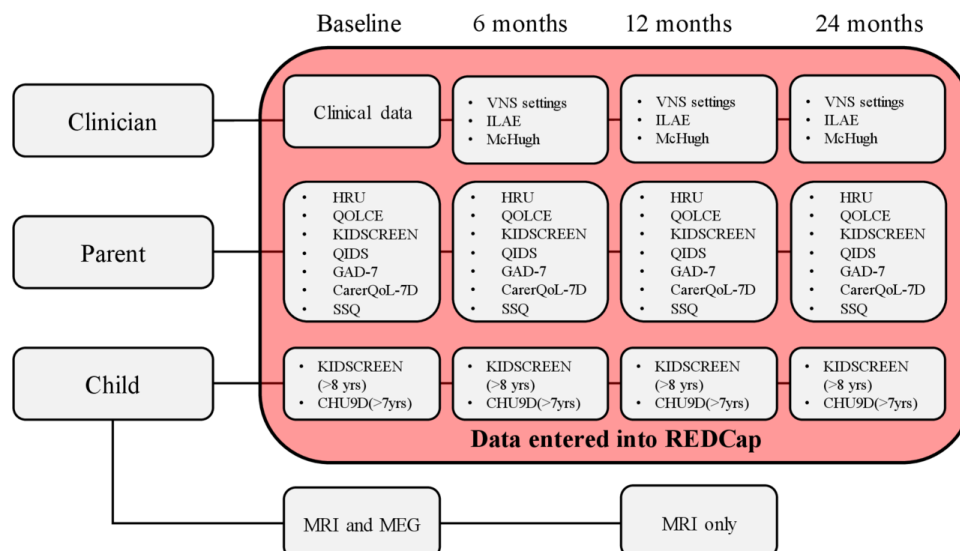 Baseline 6 months 12 months 24 months
Clinician
Clinical data
• VNS settings
• ILAE
• McHugh
• VNS settings
• ILAE
• McHugh
• VNS settings
• ILAE
• McHugh
Parent
• HRU
• QOLCE
• KIDSCREEN
• QIDS
• GAD-7
• CarerQoL-7D
• SSQ
• HRU
• QOLCE
• KIDSCREEN
• QIDS
• GAD-7
• CarerQoL-7D
• SSQ
• HRU
• QOLCE
• KIDSCREEN
• QIDS
• GAD-7
• CarerQoL-7D
• SSQ
• HRU
• QOLCE
• KIDSCREEN
• QIDS
• GAD-7
• CarerQoL-7D
• SSQ
Child
• KIDSCREEN
(>8 yrs)
• CHU9D(>7yrs)
• KIDSCREEN
(>8 yrs)
• CHU9D(>7yrs)
• KIDSCREEN
(>8 yrs)
• CHU9D(>7yrs)
• KIDSCREEN
(>8 yrs)
• CHU9D(>7yrs)
Data entered into REDCap
MRI and MEG
MRI only